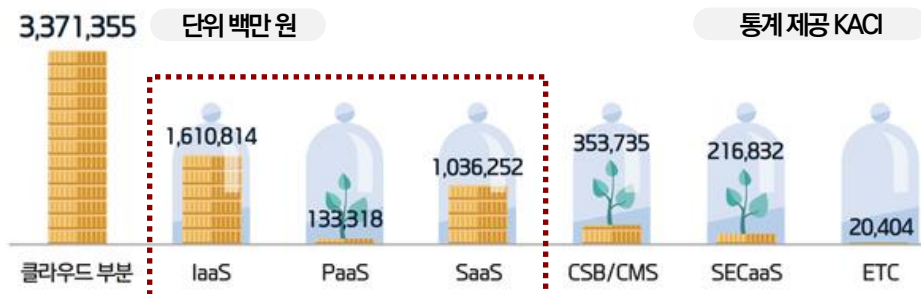 3,371,355 단위 백만 원 통계 제공 KACI
1,610,814 133,318 1,036,252 353,735 216,832 20,404
클라우드 부분 IaaS PaaS SaaS CSB/CMS SECaaS ETC